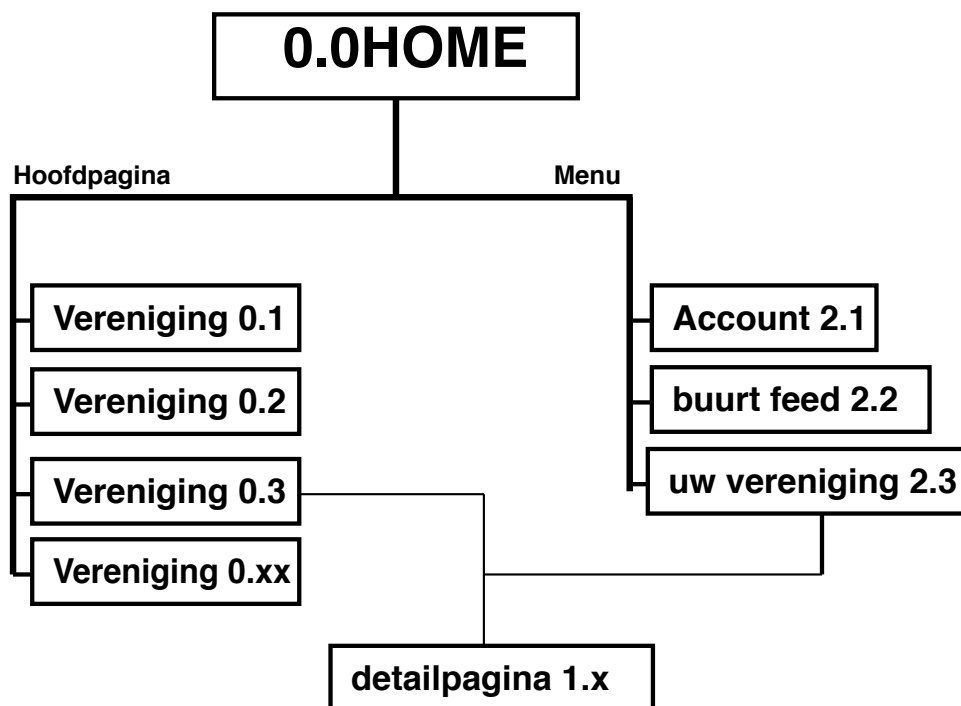 0.0HOME
Hoofdpagina
Menu
Vereniging 0.1
Vereniging 0.2
Vereniging 0.3
Vereniging 0.xx
Account 2.1
buurt feed 2.2
uw vereniging 2.3
detailpagina 1.x